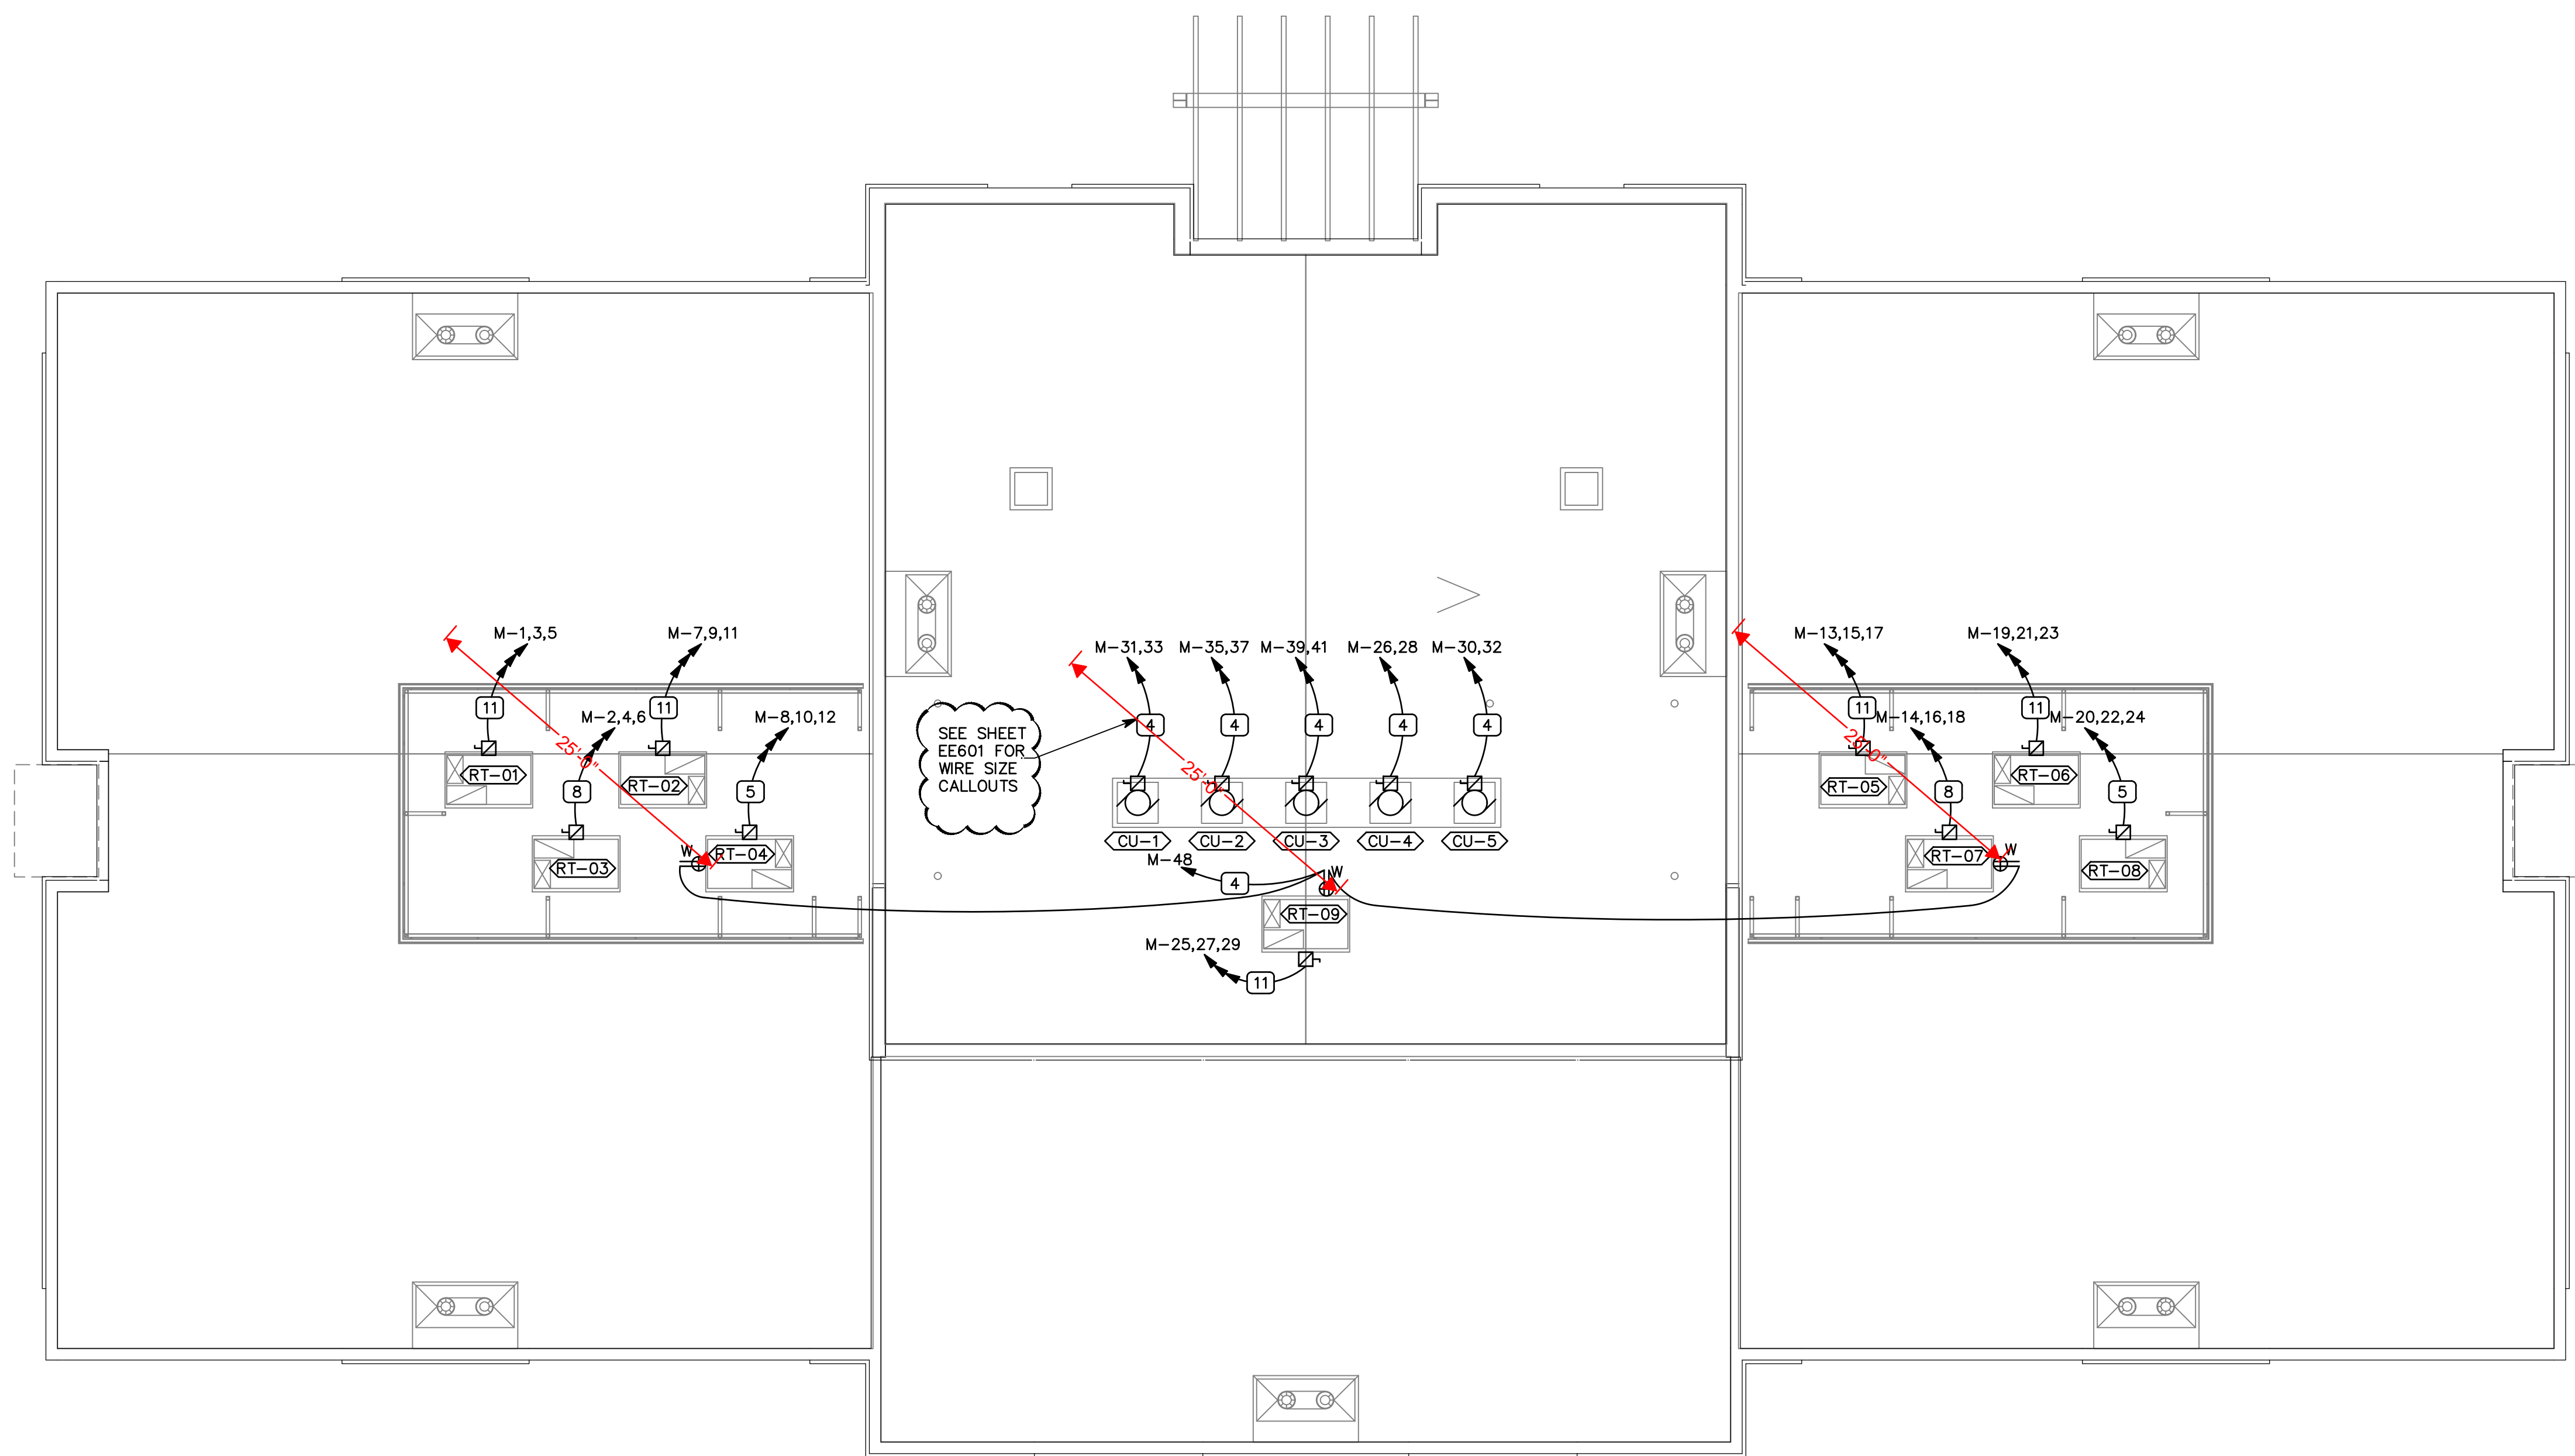 M-1,3,5
M-7,9,11
11
11
M-2,4,6
M-8,10,12
25'-0"
RT-01
RT-02
8
5
W
RT-04
RT-03
M-31,33
M-35,37
M-39,41
M-26,28
M-30,32
4
4
4
4
4
SEE SHEET
EE601 FOR
WIRE SIZE
CALLOUTS
25'-0"
CU-1
CU-2
CU-3
CU-4
CU-5
M-48
4
W
RT-09
M-25,27,29
11
M-13,15,17
M-19,21,23
11
11
M-14,16,18
M-20,22,24
25'-0"
RT-05
RT-06
8
5
RT-07
W
RT-08